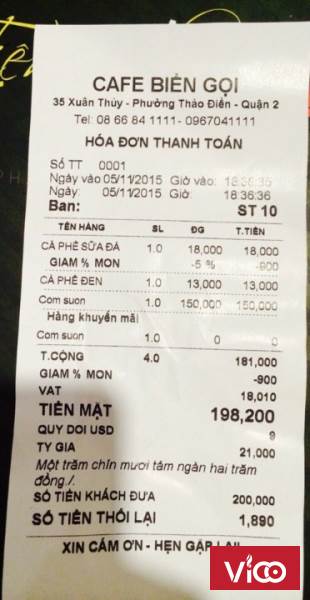 CAFE BIỂN GỌI
35 Xuân Thủy - Phường Thảo Điền - Quận 2
Tel: 08 66 84 1111- 0967041111
HÓA ĐƠN THANH TOÁN
Số TT 0001
Ngày vào 05/11/2015 Giờ vào: 18:36:35
Ngày: 05/11/2015 Giờ: 18:36:36
Ban: ST 10
TÊN HÀNG SL ĐG T.TIỀN
CÀ PHÊ SỮA ĐÁ 1.0 18,000 18,000
GIAM % MON -5 % -900
CÀ PHÊ ĐEN 1.0 13,000 13,000
Com suon 1.0 150,000 150,000
Hàng khuyến mãi
Com suon 1.0 0 0
T.CỘNG 4.0 181,000
GIAM % MON -900
VAT 18,010
TIỀN MẶT 198,200
QUY DOI USD 9
TY GIA 21,000
Một trăm chín mươi tám ngàn hai trăm
đồng./.
SỐ TIỀN KHÁCH ĐƯA 200,000
SỐ TIỀN THỐI LẠI 1,890
XIN CÁM ƠN - HẸN GẶP LẠI
VICO